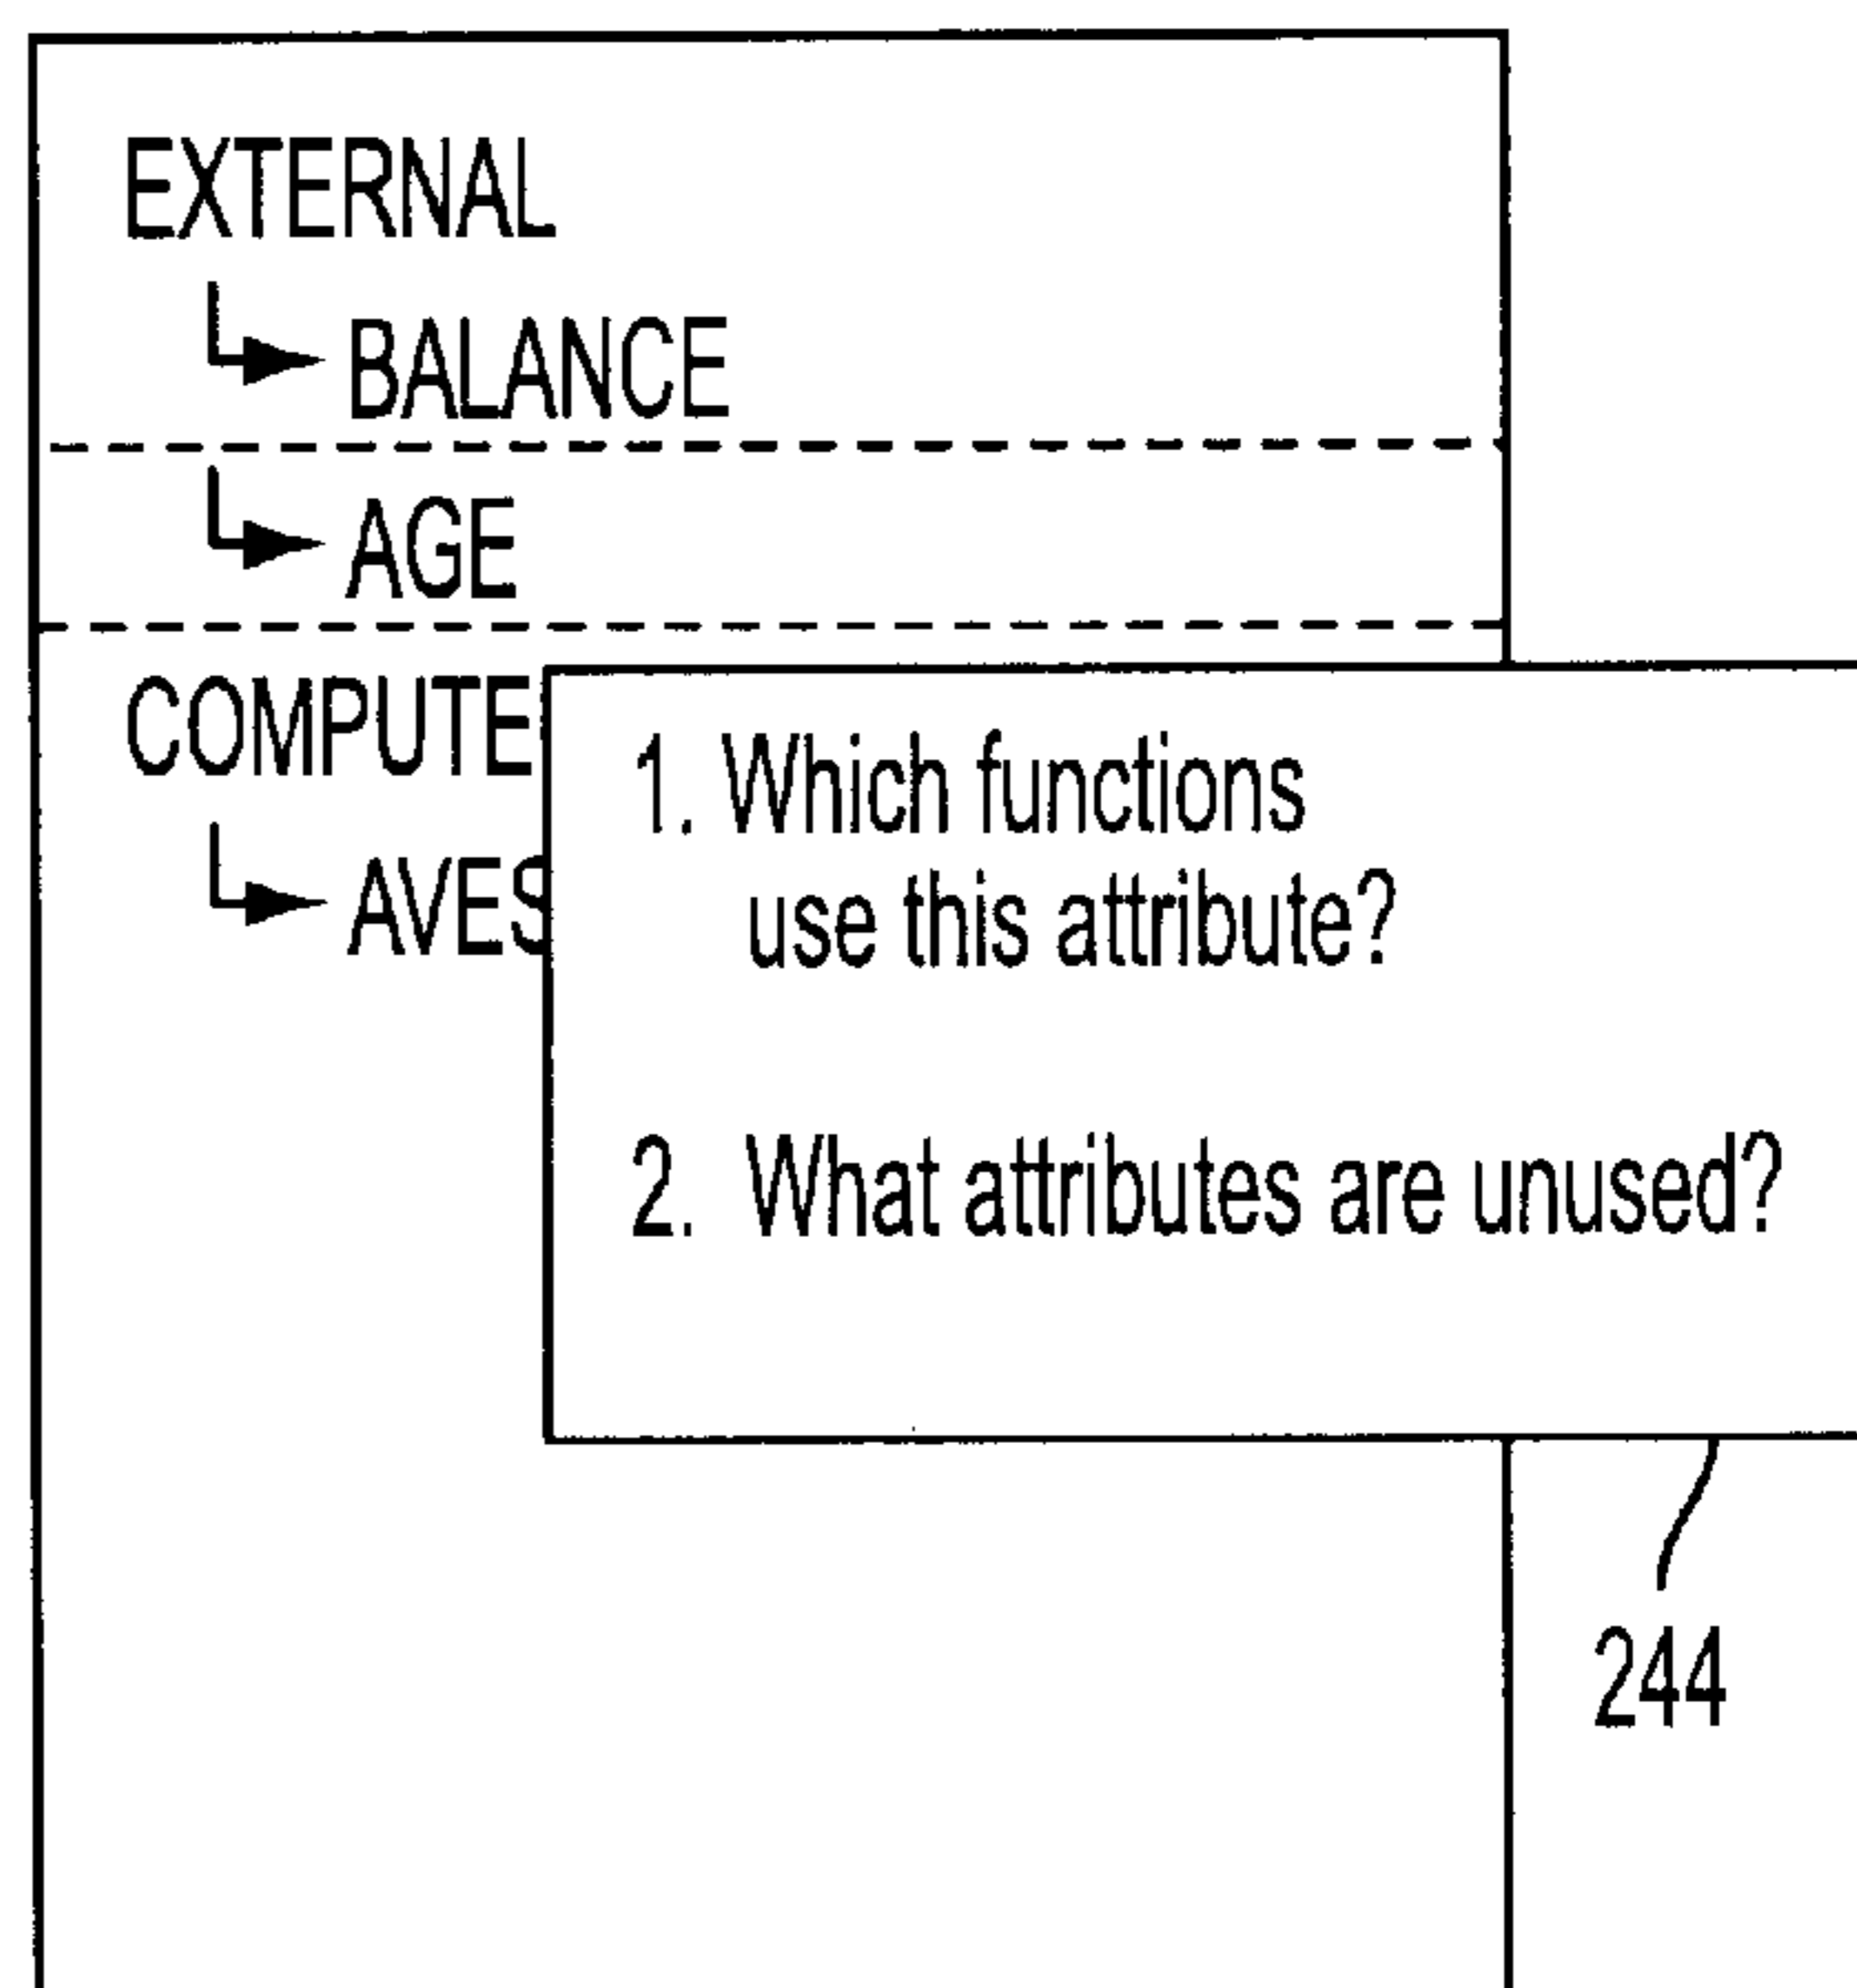 EXTERNAL
BALANCE
AGE
COMPUTE
AVES
1. Which functions
use this attribute?
2. What attributes are unused?
244